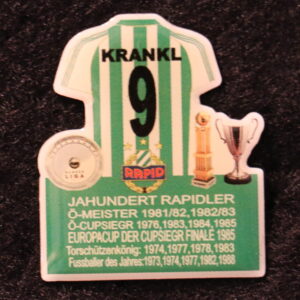 KRANKL
9
RAPID
LIGA
JAHUNDERT RAPIDLER
Ö-MEISTER 1981/82,1982/83
Ö-CUPSIEGR 1976,1983,1984,1985
EUROPACUP DER CUPSIEGR FINALE 1985
Torschützenkönig: 1974,1977,1978,1983
Fussballer des Jahres:1973,1974,1977,1982,1988